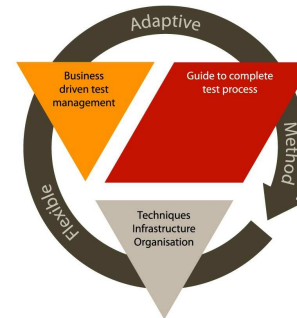 Adaptive
Business
driven test
management
Guide to complete
test process
Method
Flexible
Techniques
Infrastructure
Organisation